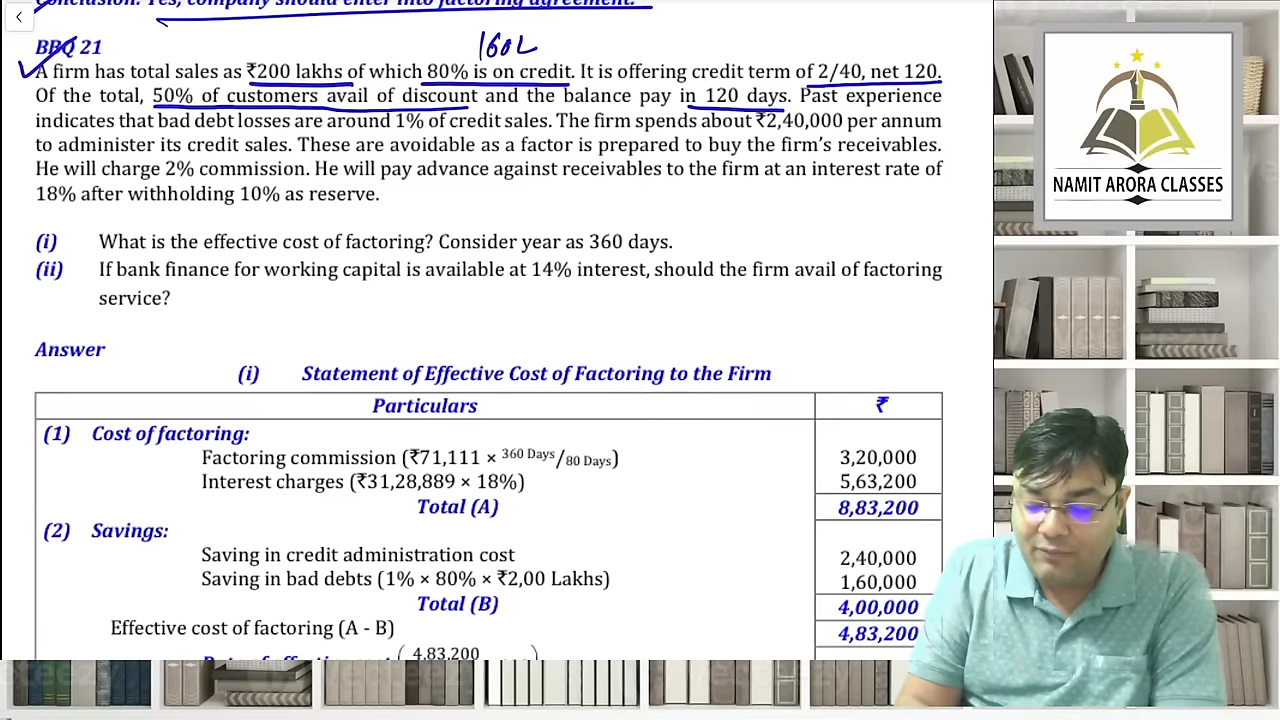 Conclusion: Yes, company should enter into factoring agreement.
BBQ 21
160L
A firm has total sales as ₹200 lakhs of which 80% is on credit. It is offering credit term of 2/40, net 120.
Of the total, 50% of customers avail of discount and the balance pay in 120 days. Past experience
indicates that bad debt losses are around 1% of credit sales. The firm spends about ₹2,40,000 per annum
to administer its credit sales. These are avoidable as a factor is prepared to buy the firm's receivables.
He will charge 2% commission. He will pay advance against receivables to the firm at an interest rate of
18% after withholding 10% as reserve.
(i) What is the effective cost of factoring? Consider year as 360 days.
(ii) If bank finance for working capital is available at 14% interest, should the firm avail of factoring
service?
Answer
(i) Statement of Effective Cost of Factoring to the Firm
Particulars ₹
(1) Cost of factoring:
Factoring commission (₹71,111 × 360 Days/80 Days) 3,20,000
Interest charges (₹31,28,889 × 18%) 5,63,200
Total (A) 8,83,200
(2) Savings:
Saving in credit administration cost 2,40,000
Saving in bad debts (1% × 80% × ₹2,00 Lakhs) 1,60,000
Total (B) 4,00,000
Effective cost of factoring (A - B) 4,83,200
4,83,200
NAMIT ARORA CLASSES